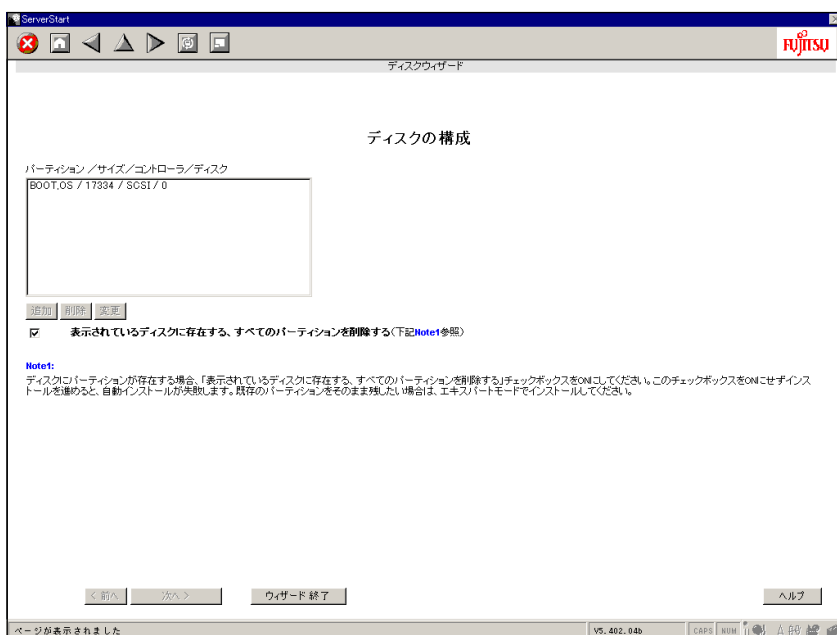 ServerStart
FUJITSU
ディスクウィザード
ディスクの構成
パーティション／サイズ／コントローラ／ディスク
BOOT,OS / 17334 / SCSI / 0
追加 削除 変更
表示されているディスクに存在する、すべてのパーティションを削除する(下記Note1参照)
Note1:
ディスクにパーティションが存在する場合、「表示されているディスクに存在する、すべてのパーティションを削除する」チェックボックスをONにしてください。このチェックボックスをONにせずインス
トールを進めると、自動インストールが失敗します。既存のパーティションをそのまま残したい場合は、エキスパートモードでインストールしてください。
< 前へ 次へ > ウィザード 終了 ヘルプ
ページが表示されました V5.402.04b CAPS NUM